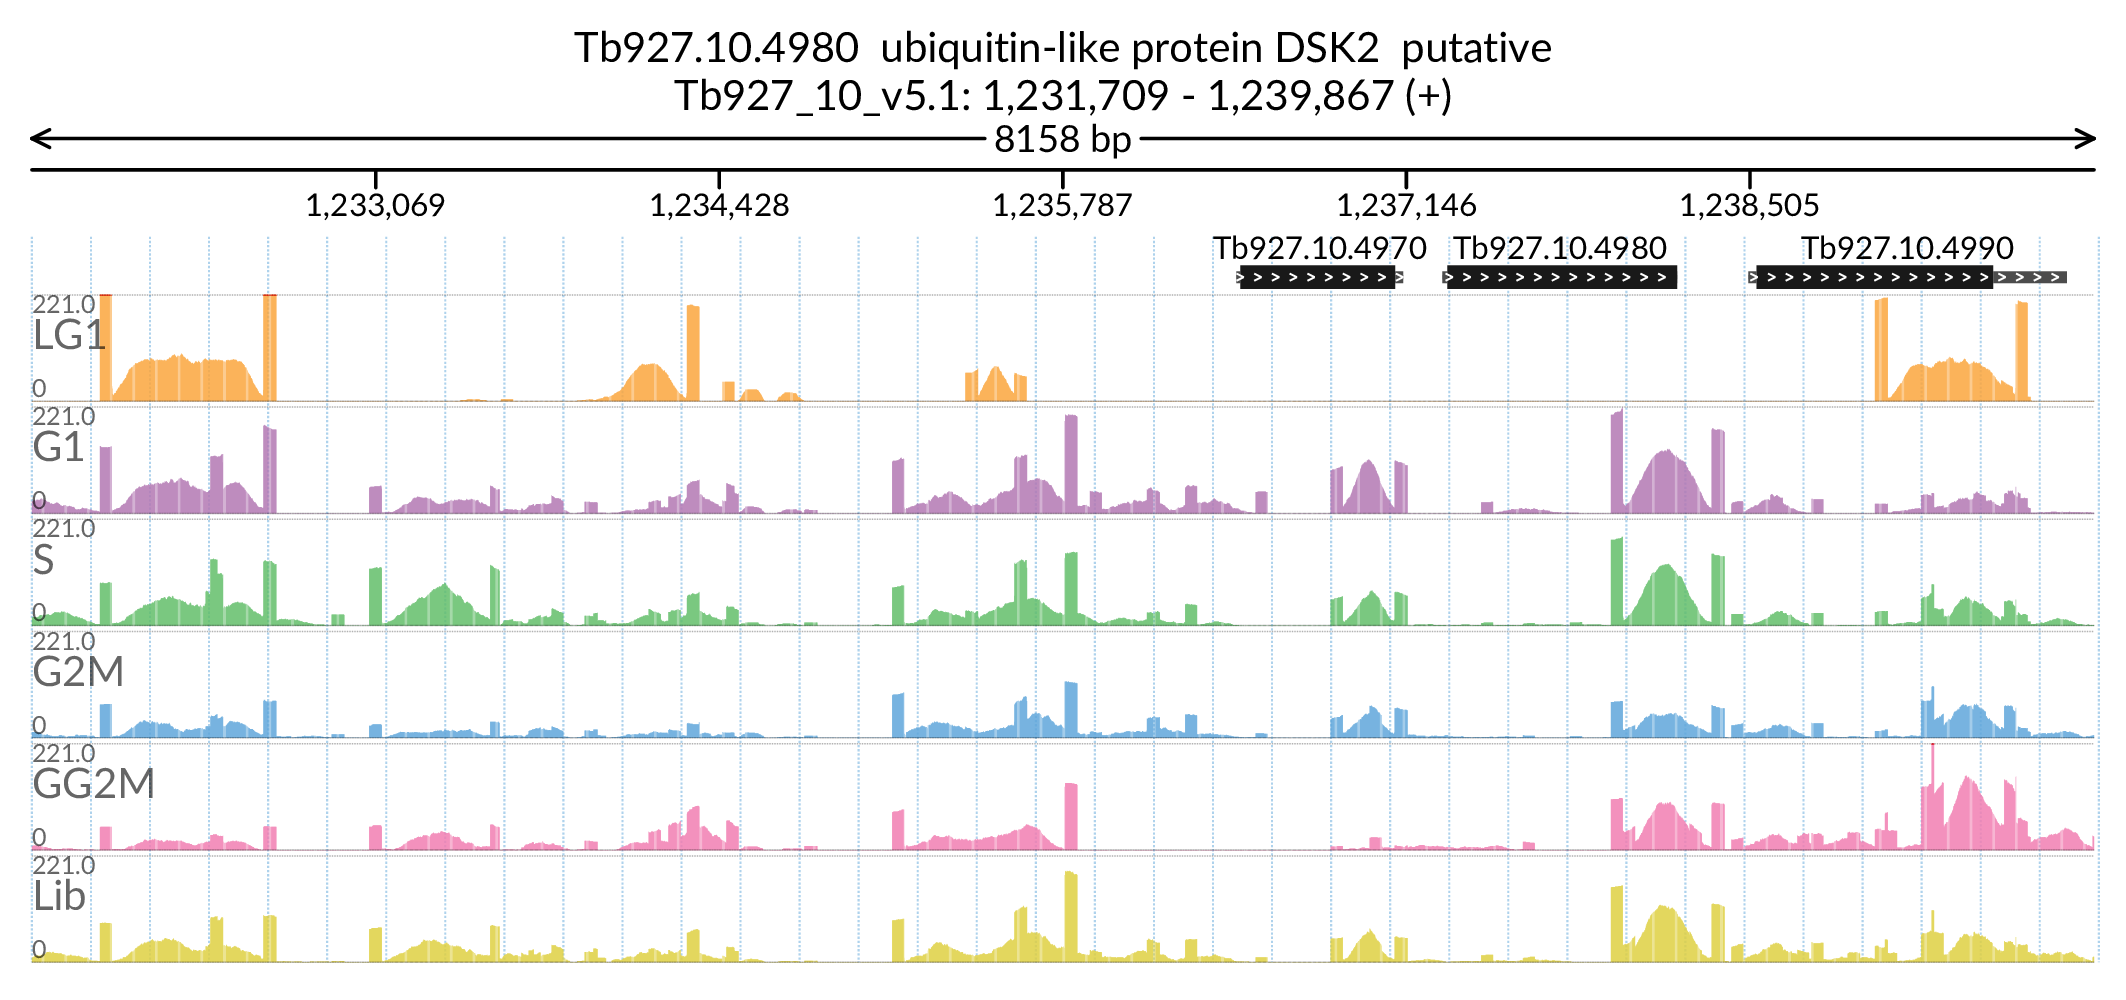 Tb927.10.4980  ubiquitin-like protein DSK2  putative
Tb927_10_v5.1: 1,231,709 - 1,239,867 (+)
8158 bp
1,233,069 1,234,428 1,235,787 1,237,146 1,238,505
Tb927.10.4970 Tb927.10.4980 Tb927.10.4990
221.0
LG1
0
221.0
G1
0
221.0
S
0
221.0
G2M
0
221.0
GG2M
0
221.0
Lib
0